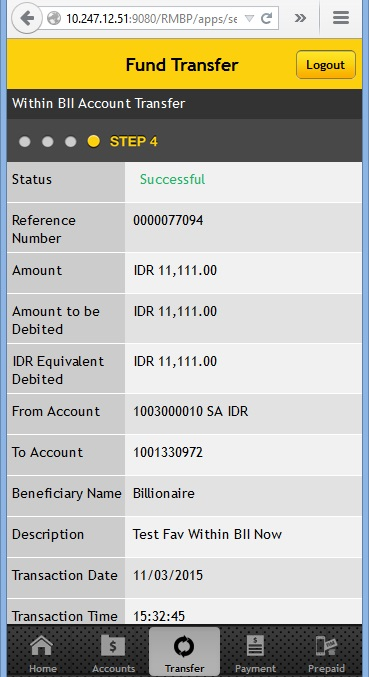 10.247.12.51:9080/RMBP/apps/se
Fund Transfer
Logout
Within BII Account Transfer
STEP 4
Status Successful
Reference Number 0000077094
Amount IDR 11,111.00
Amount to be Debited IDR 11,111.00
IDR Equivalent Debited IDR 11,111.00
From Account 1003000010 SA IDR
To Account 1001330972
Beneficiary Name Billionaire
Description Test Fav Within BII Now
Transaction Date 11/03/2015
Transaction Time 15:32:45
Home Accounts Transfer Payment Prepaid